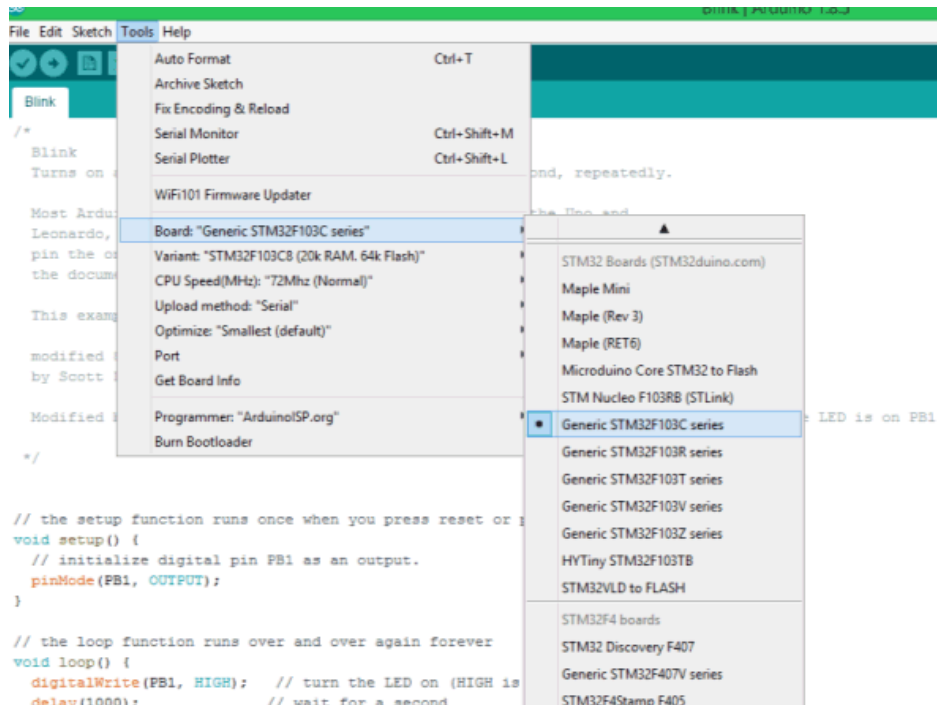 Blink | Arduino 1.8.5
File Edit Sketch Tools Help
Auto Format Ctrl+T
Archive Sketch
Fix Encoding & Reload
Serial Monitor Ctrl+Shift+M
Serial Plotter Ctrl+Shift+L
WiFi101 Firmware Updater
Board: "Generic STM32F103C series"
Variant: "STM32F103C8 (20k RAM. 64k Flash)"
CPU Speed(MHz): "72Mhz (Normal)"
Upload method: "Serial"
Optimize: "Smallest (default)"
Port
Get Board Info
Programmer: "ArduinoISP.org"
Burn Bootloader
STM32 Boards (STM32duino.com)
Maple Mini
Maple (Rev 3)
Maple (RET6)
Microduino Core STM32 to Flash
STM Nucleo F103RB (STLink)
Generic STM32F103C series
Generic STM32F103R series
Generic STM32F103T series
Generic STM32F103V series
Generic STM32F103Z series
HYTiny STM32F103TB
STM32VLD to FLASH
STM32F4 boards
STM32 Discovery F407
Generic STM32F407V series
STM32F4Stamp F405
Blink
/*
Blink
Turns on ond, repeatedly.
Most Ardu the Uno and
Leonardo,
pin the o
the docum
This examp
modified
by Scott
Modified LED is on PB1
*/
// the setup function runs once when you press reset or
void setup() {
// initialize digital pin PB1 as an output.
pinMode(PB1, OUTPUT);
}
// the loop function runs over and over again forever
void loop() {
digitalWrite(PB1, HIGH); // turn the LED on (HIGH is
delay(1000); // wait for a second